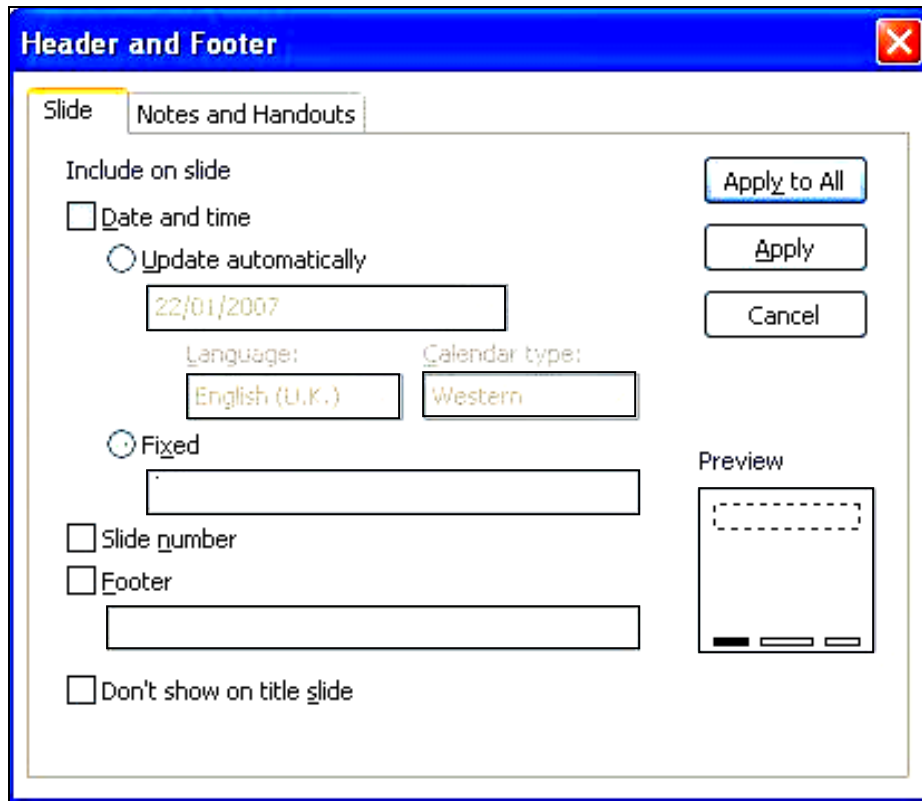 Header and Footer
Slide
Notes and Handouts
Include on slide
Apply to All
Date and time
Update automatically
Apply
22/01/2007
Cancel
Language:
Calendar type:
English (U.K.)
Western
Fixed
Preview
Slide number
Footer
Don't show on title slide